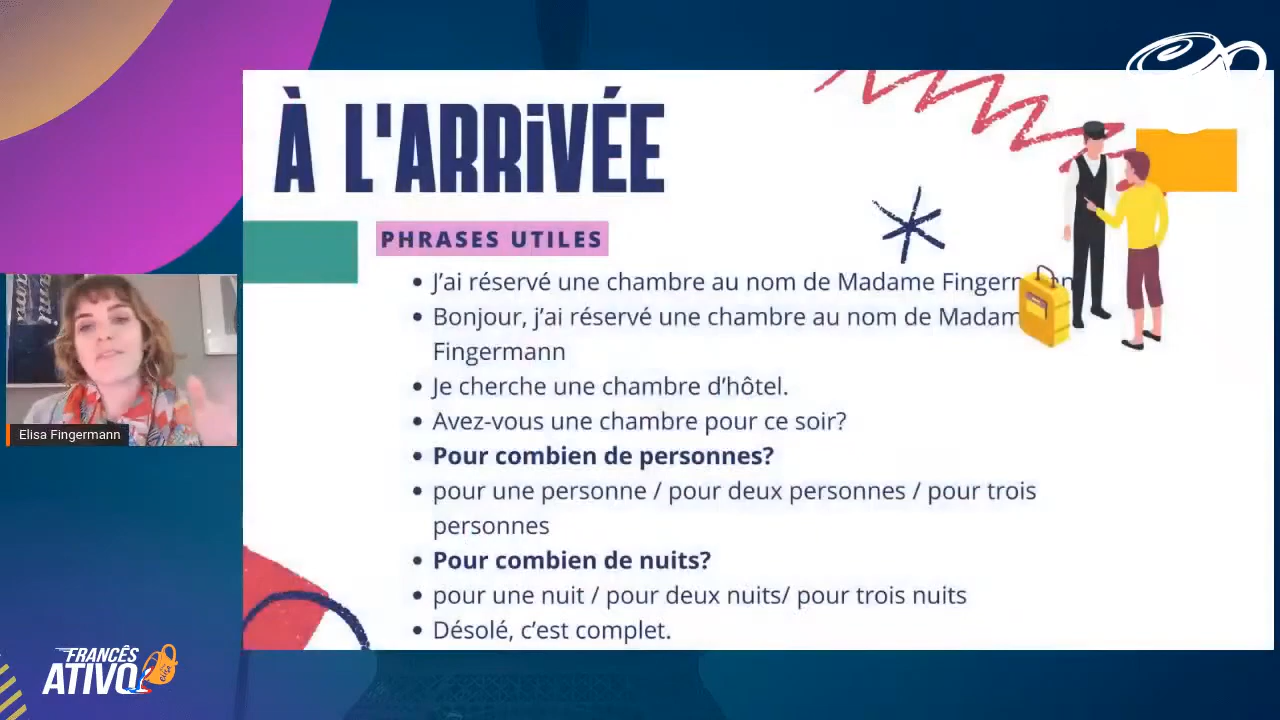 À L'ARRiVÉE
PHRASES UTILES
• J'ai réservé une chambre au nom de Madame
• Bonjour, j'ai réservé une chambre au nom de
Fingermann
• Je cherche une chambre d'hôtel.
• Avez-vous une chambre pour ce soir?
• Pour combien de personnes?
• pour une personne / pour deux personnes / pour trois
personnes
• Pour combien de nuits?
• pour une nuit / pour deux nuits/ pour trois nuits
• Désolé, c'est complet.
Elisa Fingermann
FRANCÊS
ATIVO